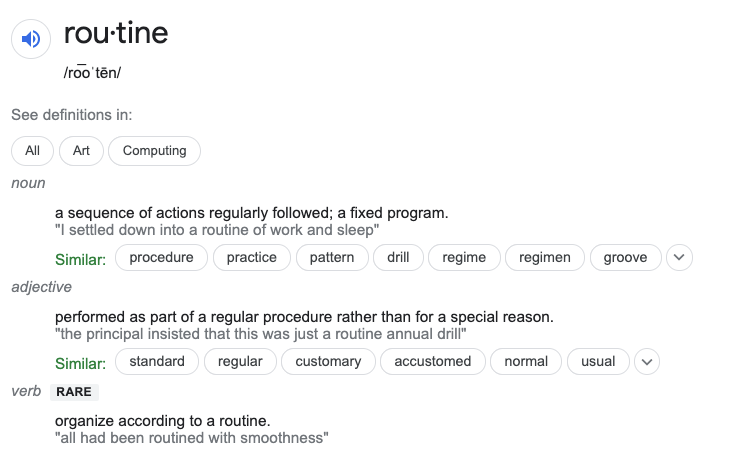 rou·tine
/ro͞oˈtēn/
See definitions in:
All Art Computing
noun
a sequence of actions regularly followed; a fixed program.
"I settled down into a routine of work and sleep"
Similar: procedure practice pattern drill regime regimen groove
adjective
performed as part of a regular procedure rather than for a special reason.
"the principal insisted that this was just a routine annual drill"
Similar: standard regular customary accustomed normal usual
verb RARE
organize according to a routine.
"all had been routined with smoothness"